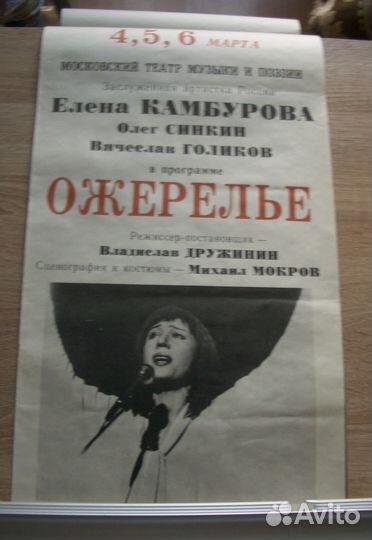 4, 5, 6 МАРТА
МОСКОВСКИЙ ТЕАТР МУЗЫКИ И ПОЭЗИИ
Заслуженная артистка России
Елена КАМБУРОВА
Олег СИНКИН
Вячеслав ГОЛИКОВ
в программе
ОЖЕРЕЛЬЕ
Режиссер-постановщик —
Владислав ДРУЖИНИН
Сценография и костюмы — Михаил МОКРОВ
Avito